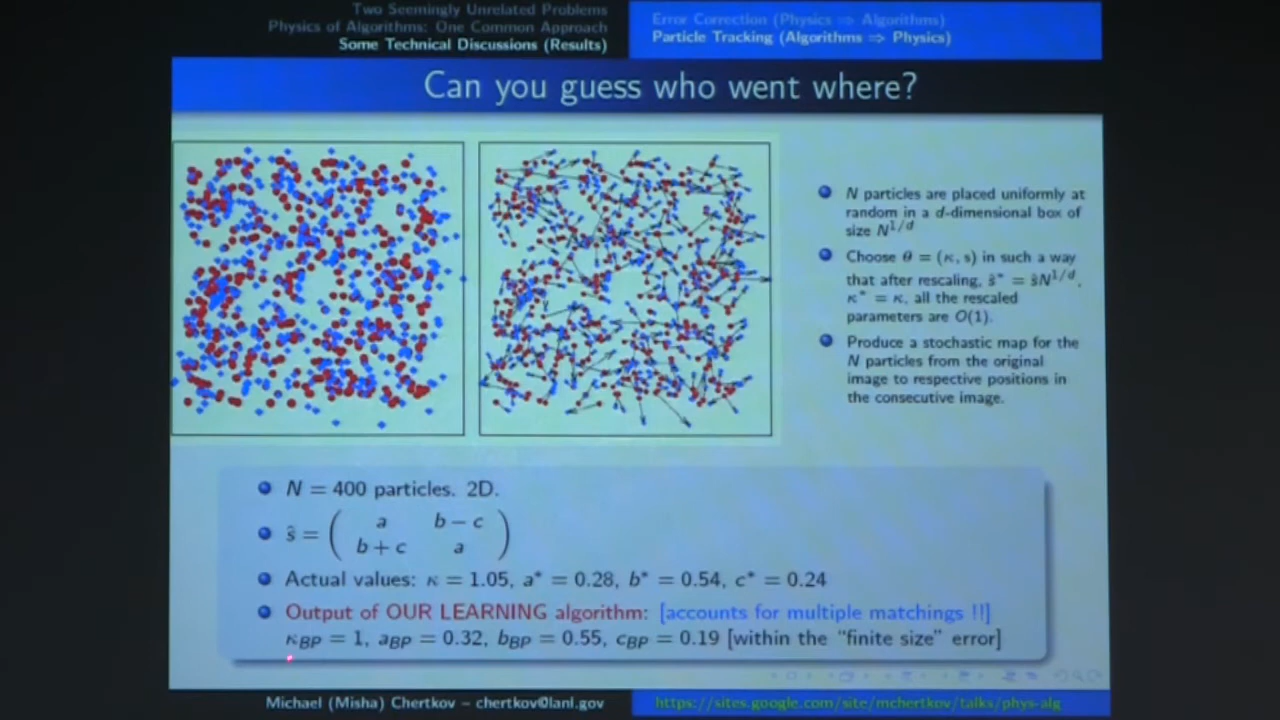 Two Seemingly Unrelated Problems
Physics of Algorithms: One Common Approach
Some Technical Discussions (Results)
Error Correction (Physics ⇒ Algorithms)
Particle Tracking (Algorithms ⇒ Physics)
Can you guess who went where?
N particles are placed uniformly at
random in a d-dimensional box of
size N^{1/d}
Choose θ = (κ, s) in such a way
that after rescaling, ŝ* = ŝN^{1/d},
κ* = κ, all the rescaled
parameters are O(1).
Produce a stochastic map for the
N particles from the original
image to respective positions in
the consecutive image.
N = 400 particles. 2D.
ŝ = ( a b − c
b + c a )
Actual values: κ = 1.05, a* = 0.28, b* = 0.54, c* = 0.24
Output of OUR LEARNING algorithm: [accounts for multiple matchings !!]
κ_BP = 1, a_BP = 0.32, b_BP = 0.55, c_BP = 0.19 [within the "finite size" error]
Michael (Misha) Chertkov – chertkov@lanl.gov
https://sites.google.com/site/mchertkov/talks/phys-alg